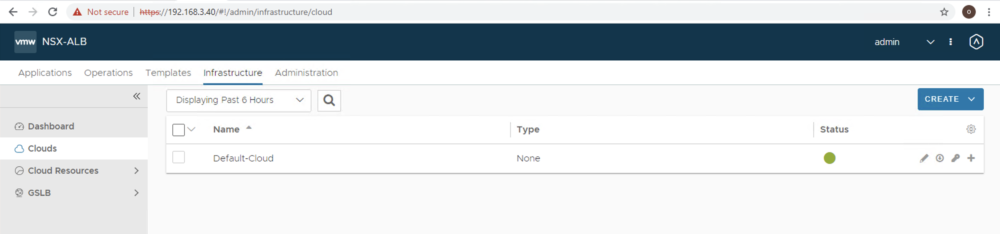 Not secure | https://192.168.3.40/#!/admin/infrastructure/cloud
o
vmw NSX-ALB
admin
Applications Operations Templates Infrastructure Administration
Displaying Past 6 Hours
CREATE
Dashboard
Clouds
Cloud Resources
GSLB
Name Type Status
Default-Cloud None